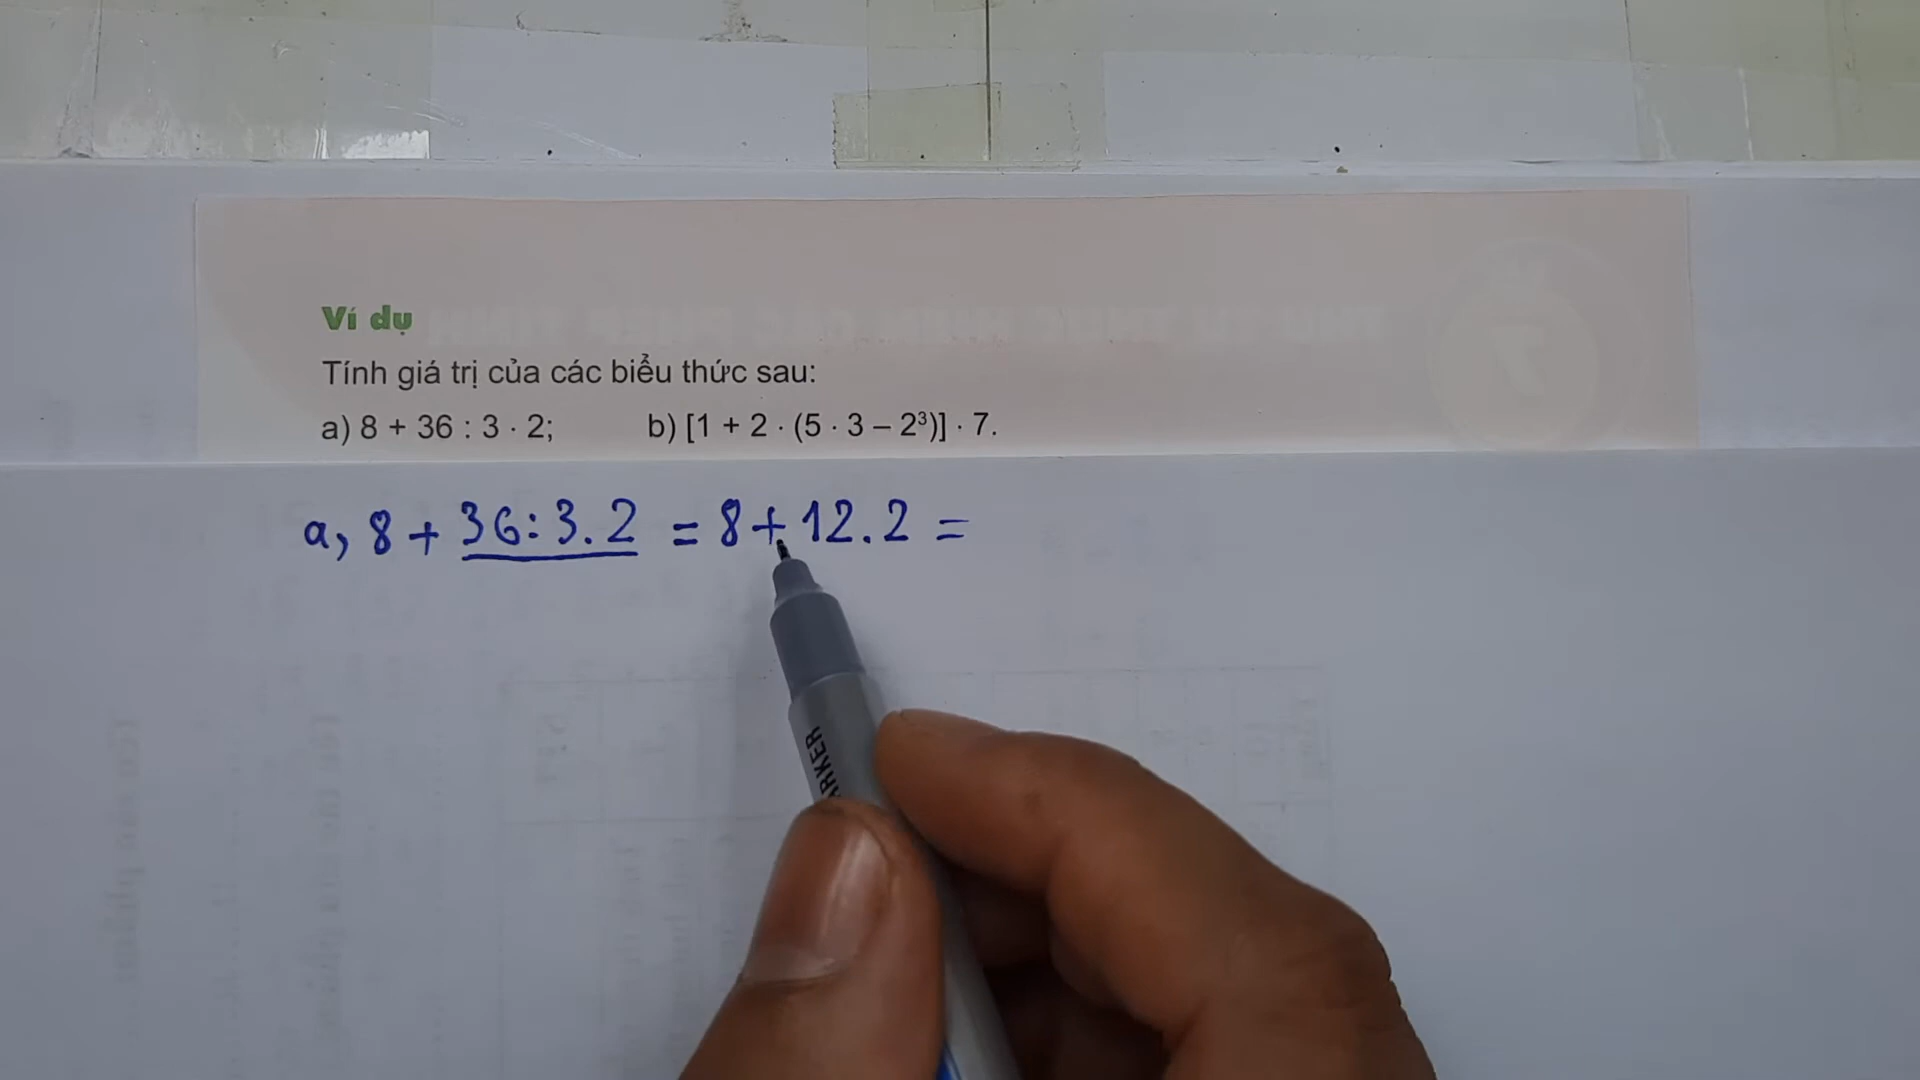 Ví dụ
Tính giá trị của các biểu thức sau:
a) 8 + 36 : 3 · 2; b) [1 + 2 · (5 · 3 – 2³)] · 7.
a, 8 + 36 : 3 . 2 = 8 + 12 . 2 =
ARKER